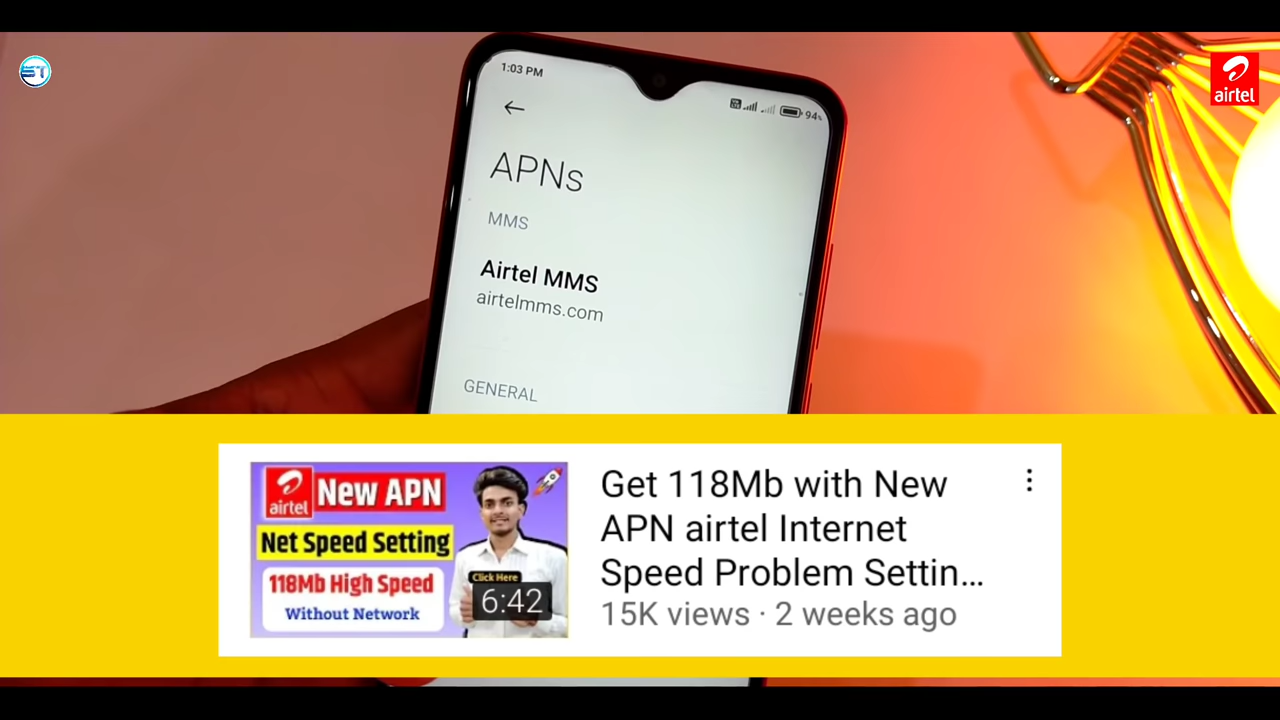 ST
1:03 PM
94%
airtel
APNs
MMS
Airtel MMS
airtelmms.com
GENERAL
airtel
New APN
Net Speed Setting
118Mb High Speed
Without Network
Click Here
6:42
Get 118Mb with New
APN airtel Internet
Speed Problem Settin...
15K views · 2 weeks ago